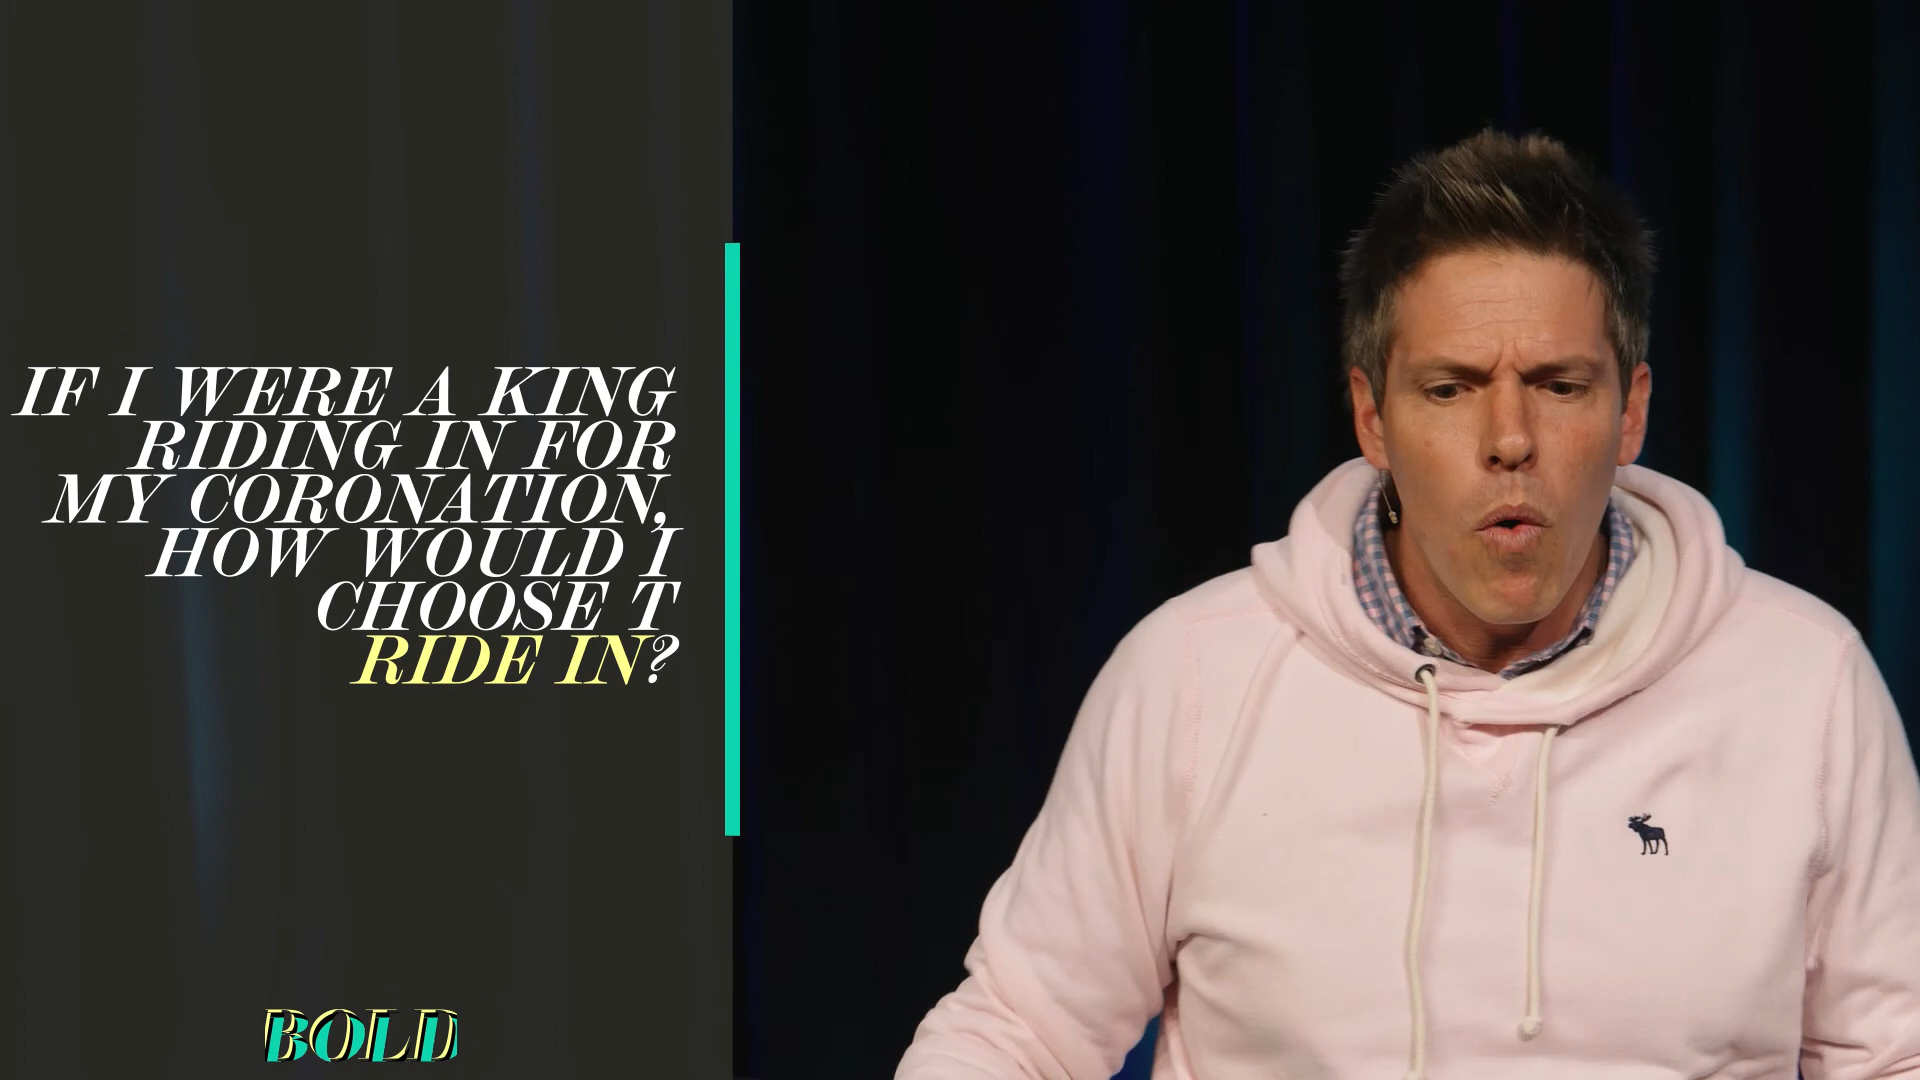 IF I WERE A KING
RIDING IN FOR
MY CORONATION,
HOW WOULD I
CHOOSE T
RIDE IN?
BOLD